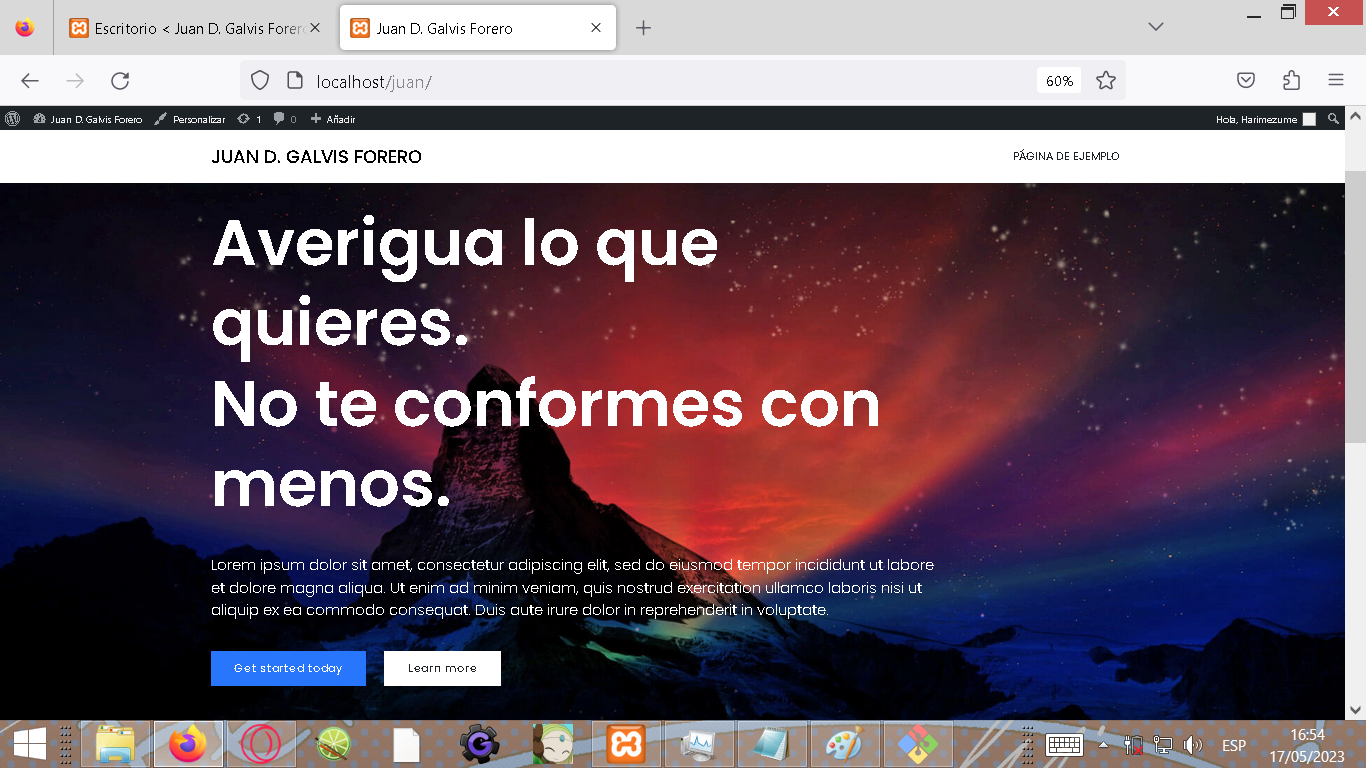 Escritorio < Juan D. Galvis Forero
Juan D. Galvis Forero
localhost/juan/
60%
Juan D. Galvis Forero
Personalizar
1
0
Añadir
Hola, Harimezume
JUAN D. GALVIS FORERO
PÁGINA DE EJEMPLO
Averigua lo que
quieres.
No te conformes con
menos.
Lorem ipsum dolor sit amet, consectetur adipiscing elit, sed do eiusmod tempor incididunt ut labore
et dolore magna aliqua. Ut enim ad minim veniam, quis nostrud exercitation ullamco laboris nisi ut
aliquip ex ea commodo consequat. Duis aute irure dolor in reprehenderit in voluptate.
Get started today
Learn more
ESP
16:54
17/05/2023